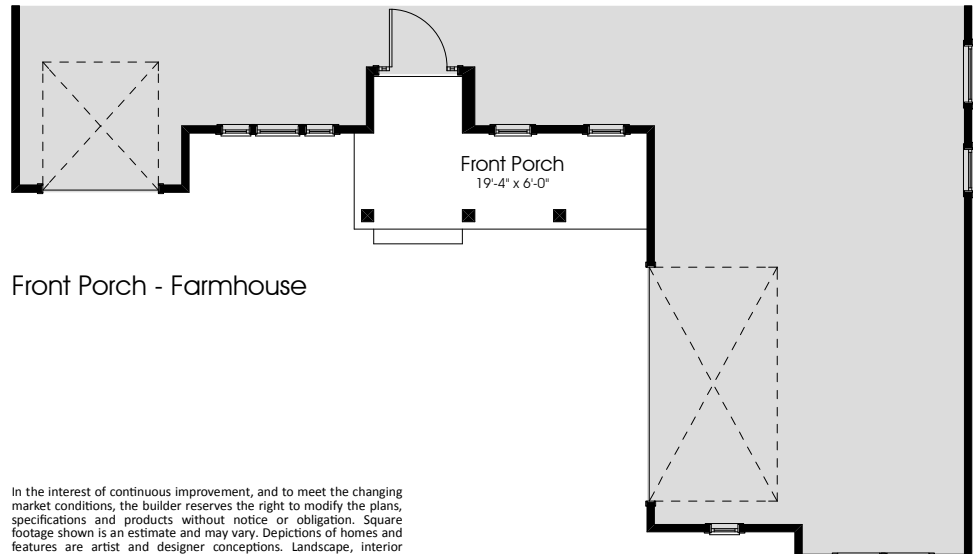 Front Porch
19'-4" x 6'-0"
Front Porch - Farmhouse
In the interest of continuous improvement, and to meet the changing
market conditions, the builder reserves the right to modify the plans,
specifications and products without notice or obligation. Square
footage shown is an estimate and may vary. Depictions of homes and
features are artist and designer conceptions. Landscape, interior